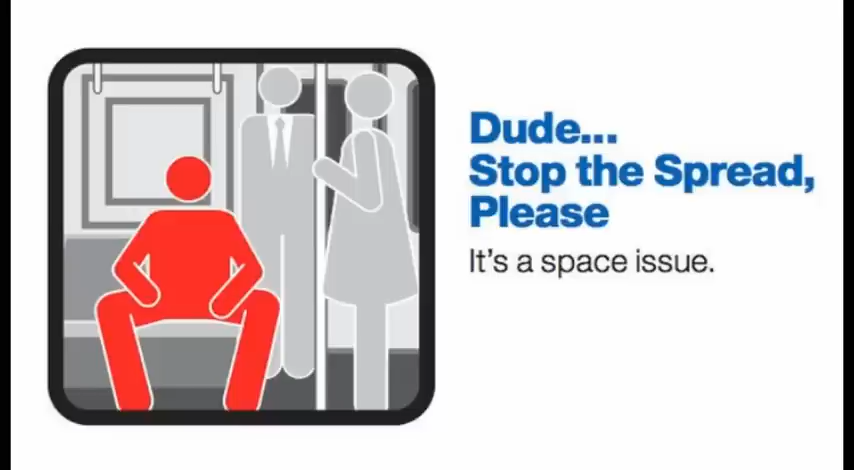 Dude...
Stop the Spread,
Please
It's a space issue.